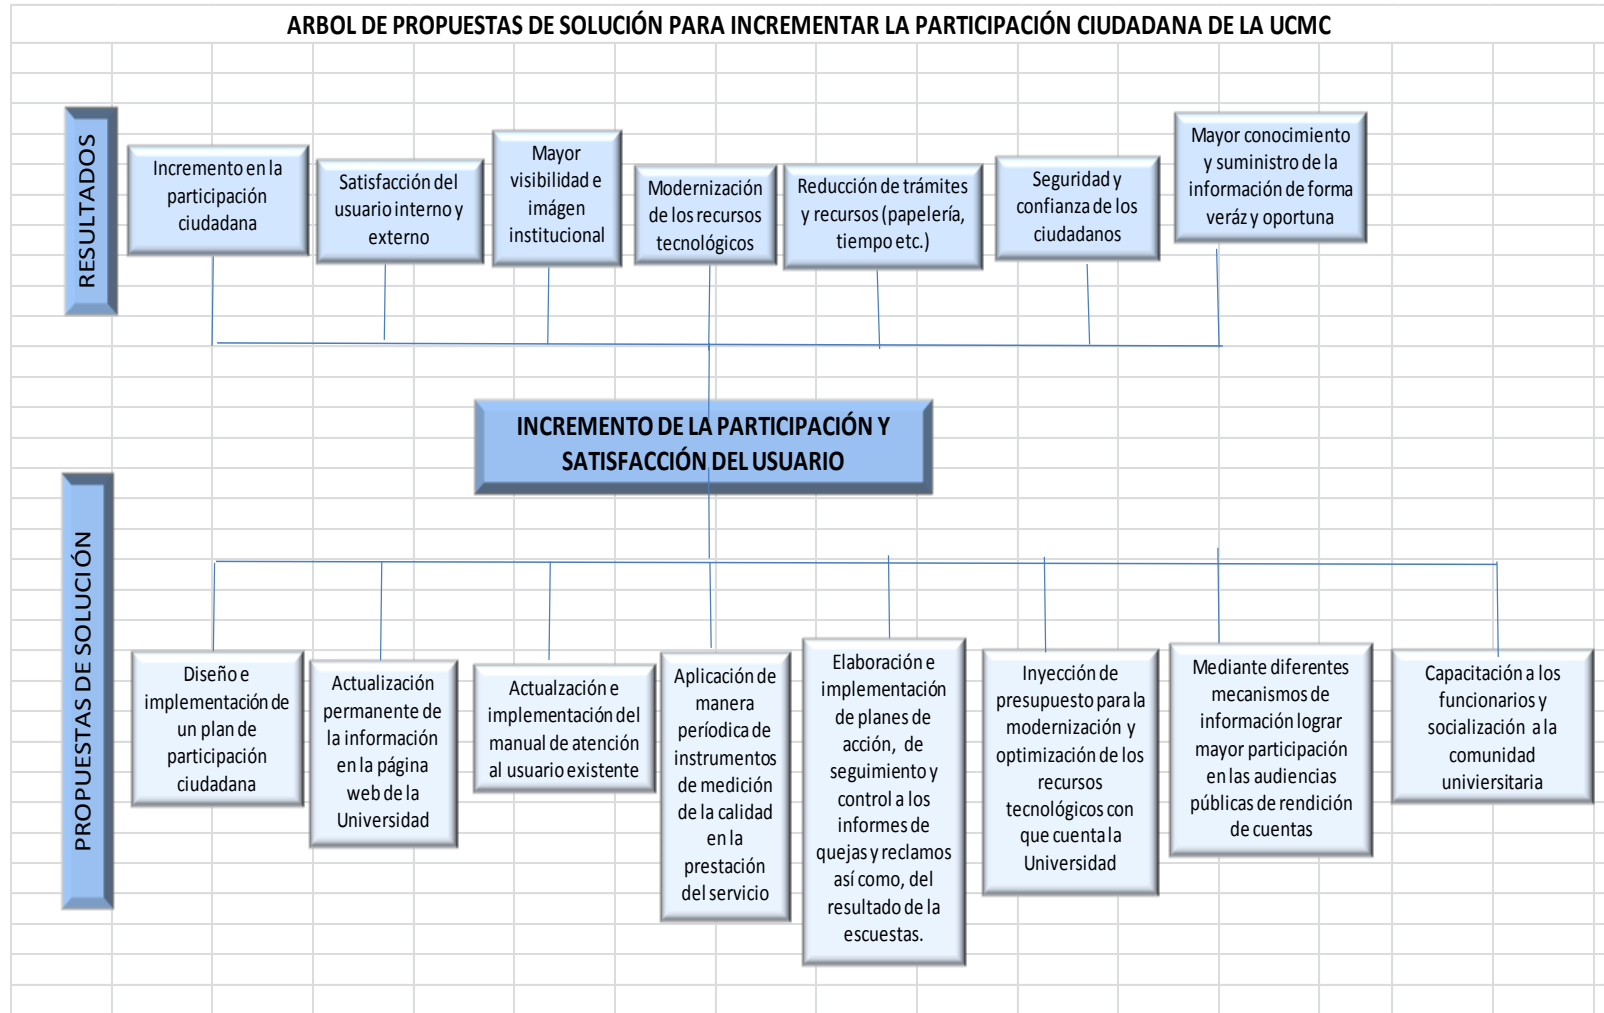 ARBOL DE PROPUESTAS DE SOLUCIÓN PARA INCREMENTAR LA PARTICIPACIÓN CIUDADANA DE LA UCMC
RESULTADOS
Incremento en la
participación
ciudadana
Satisfacción del
usuario interno y
externo
Mayor
visibilidad e
imágen
institucional
Modernización
de los recursos
tecnológicos
Reducción de trámites
y recursos (papelería,
tiempo etc.)
Seguridad y
confianza de los
ciudadanos
Mayor conocimiento
y suministro de la
información de forma
veráz y oportuna
INCREMENTO DE LA PARTICIPACIÓN Y
SATISFACCIÓN DEL USUARIO
PROPUESTAS DE SOLUCIÓN
Diseño e
implementación de
un plan de
participación
ciudadana
Actualización
permanente de
la información
en la página
web de la
Universidad
Actualzación e
implementación del
manual de atención
al usuario existente
Aplicación de
manera
períodica de
instrumentos
de medición
de la calidad
en la
prestación
del servicio
Elaboración e
implementación
de planes de
acción, de
seguimiento y
control a los
informes de
quejas y reclamos
así como, del
resultado de la
escuestas.
Inyección de
presupuesto para la
modernización y
optimización de los
recursos
tecnológicos con
que cuenta la
Universidad
Mediante diferentes
mecanismos de
información lograr
mayor participación
en las audiencias
públicas de rendición
de cuentas
Capacitación a los
funcionarios y
socialización a la
comunidad
univiersitaria